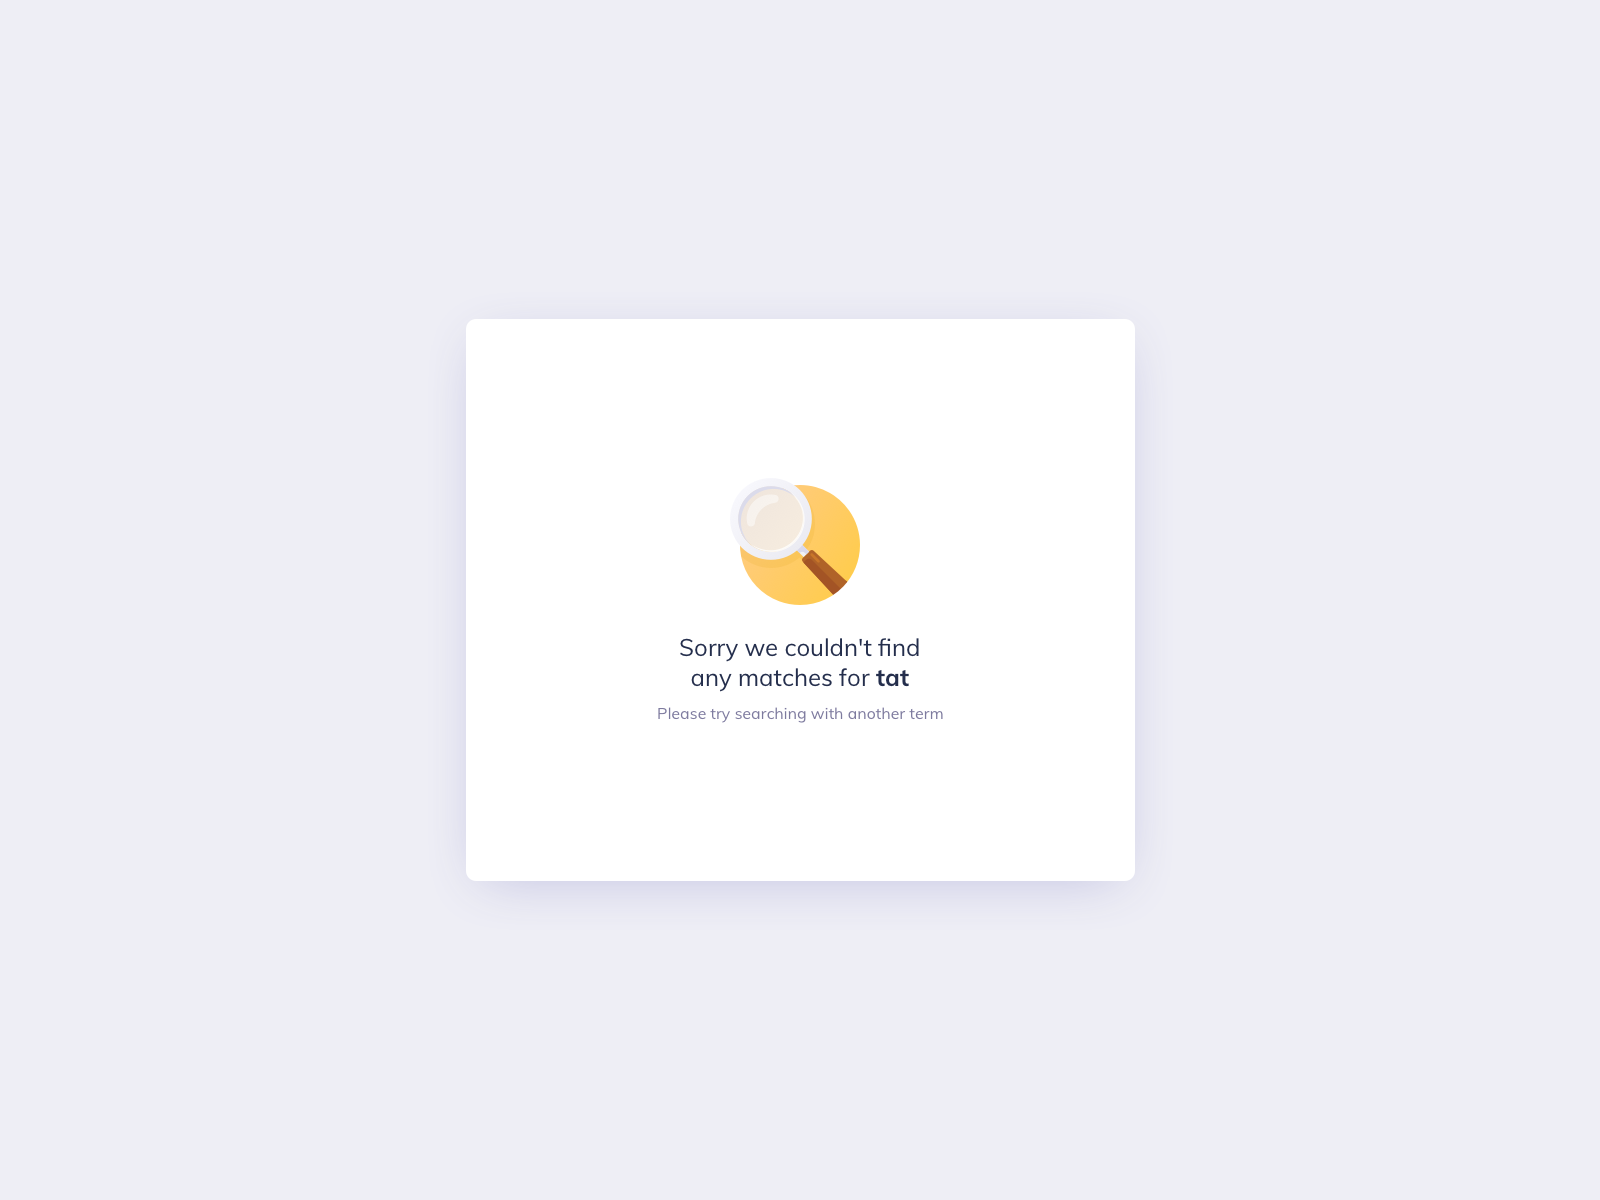 Sorry we couldn't find
any matches for tat
Please try searching with another term